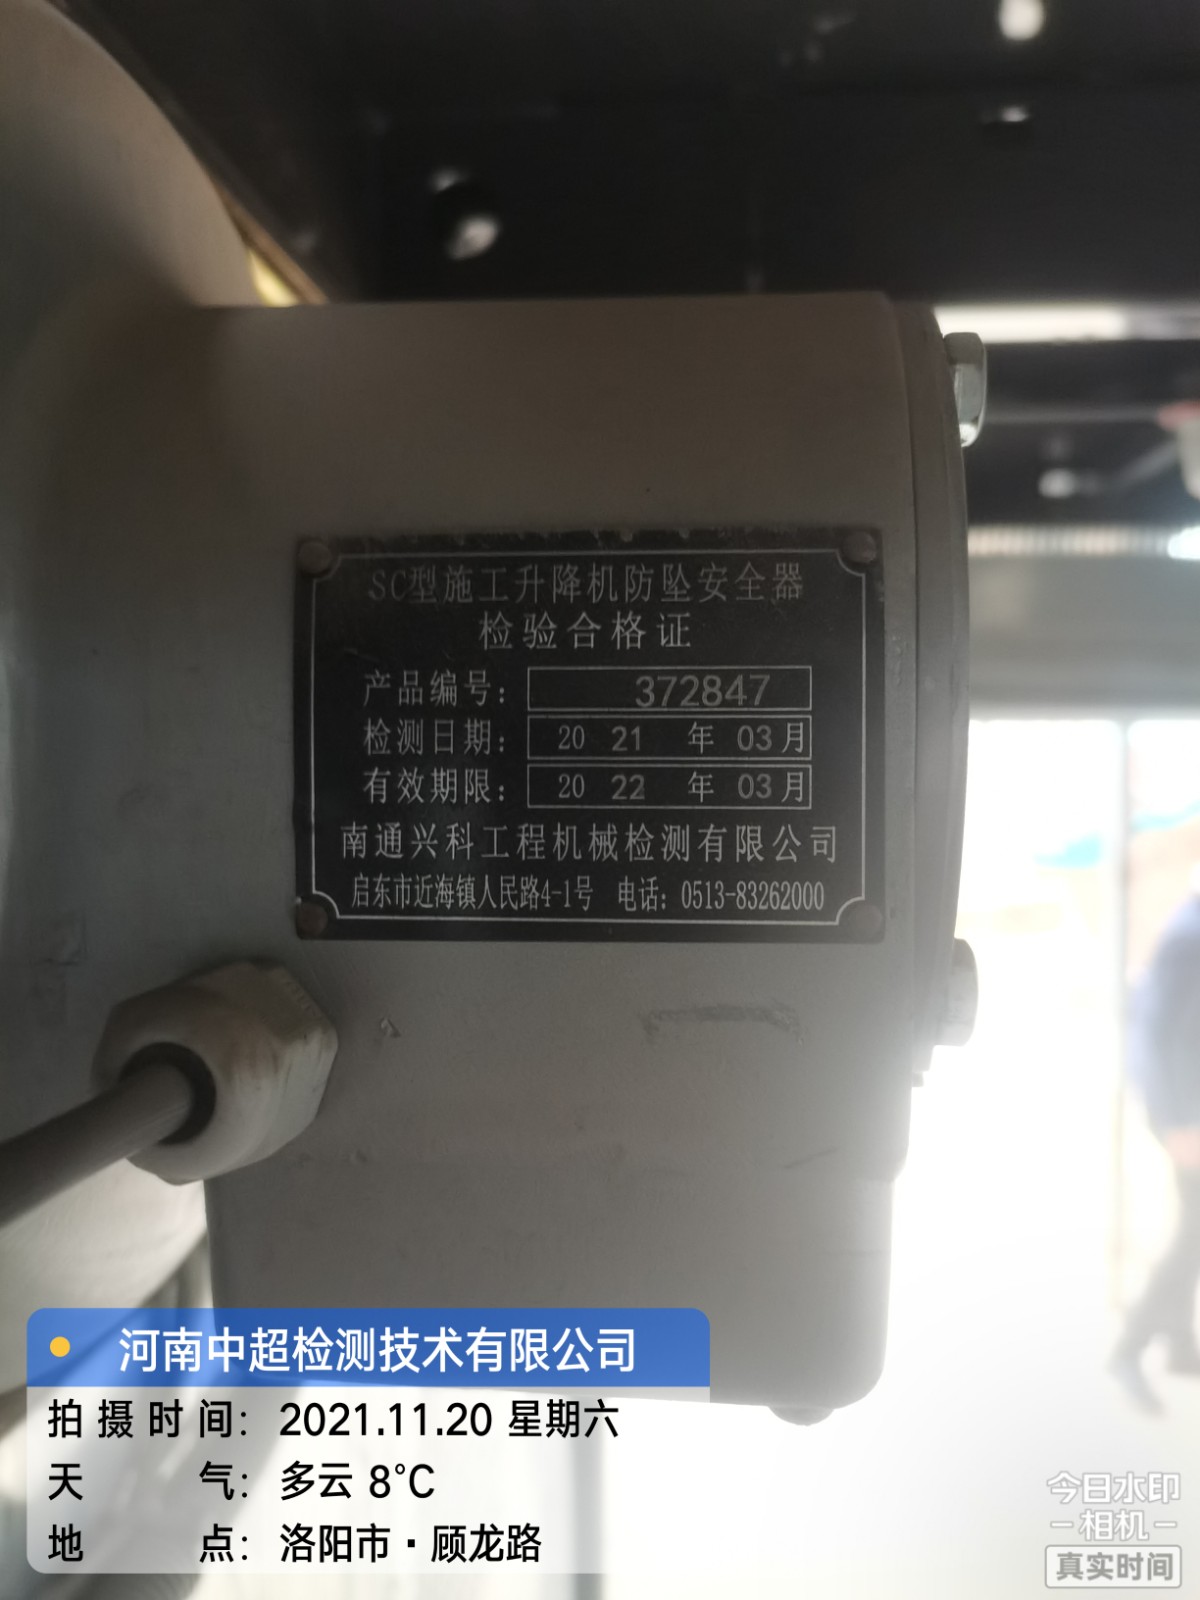 SC型施工升降机防坠安全器
检验合格证
产品编号： 372847
检测日期： 20 21 年 03 月
有效期限： 20 22 年 03 月
南通兴科工程机械检测有限公司
启东市近海镇人民路4-1号 电话：0513-83262000
河南中超检测技术有限公司
拍摄时间： 2021.11.20 星期六
天气： 多云 8°C
地点： 洛阳市·顾龙路
今日水印
相机
真实时间